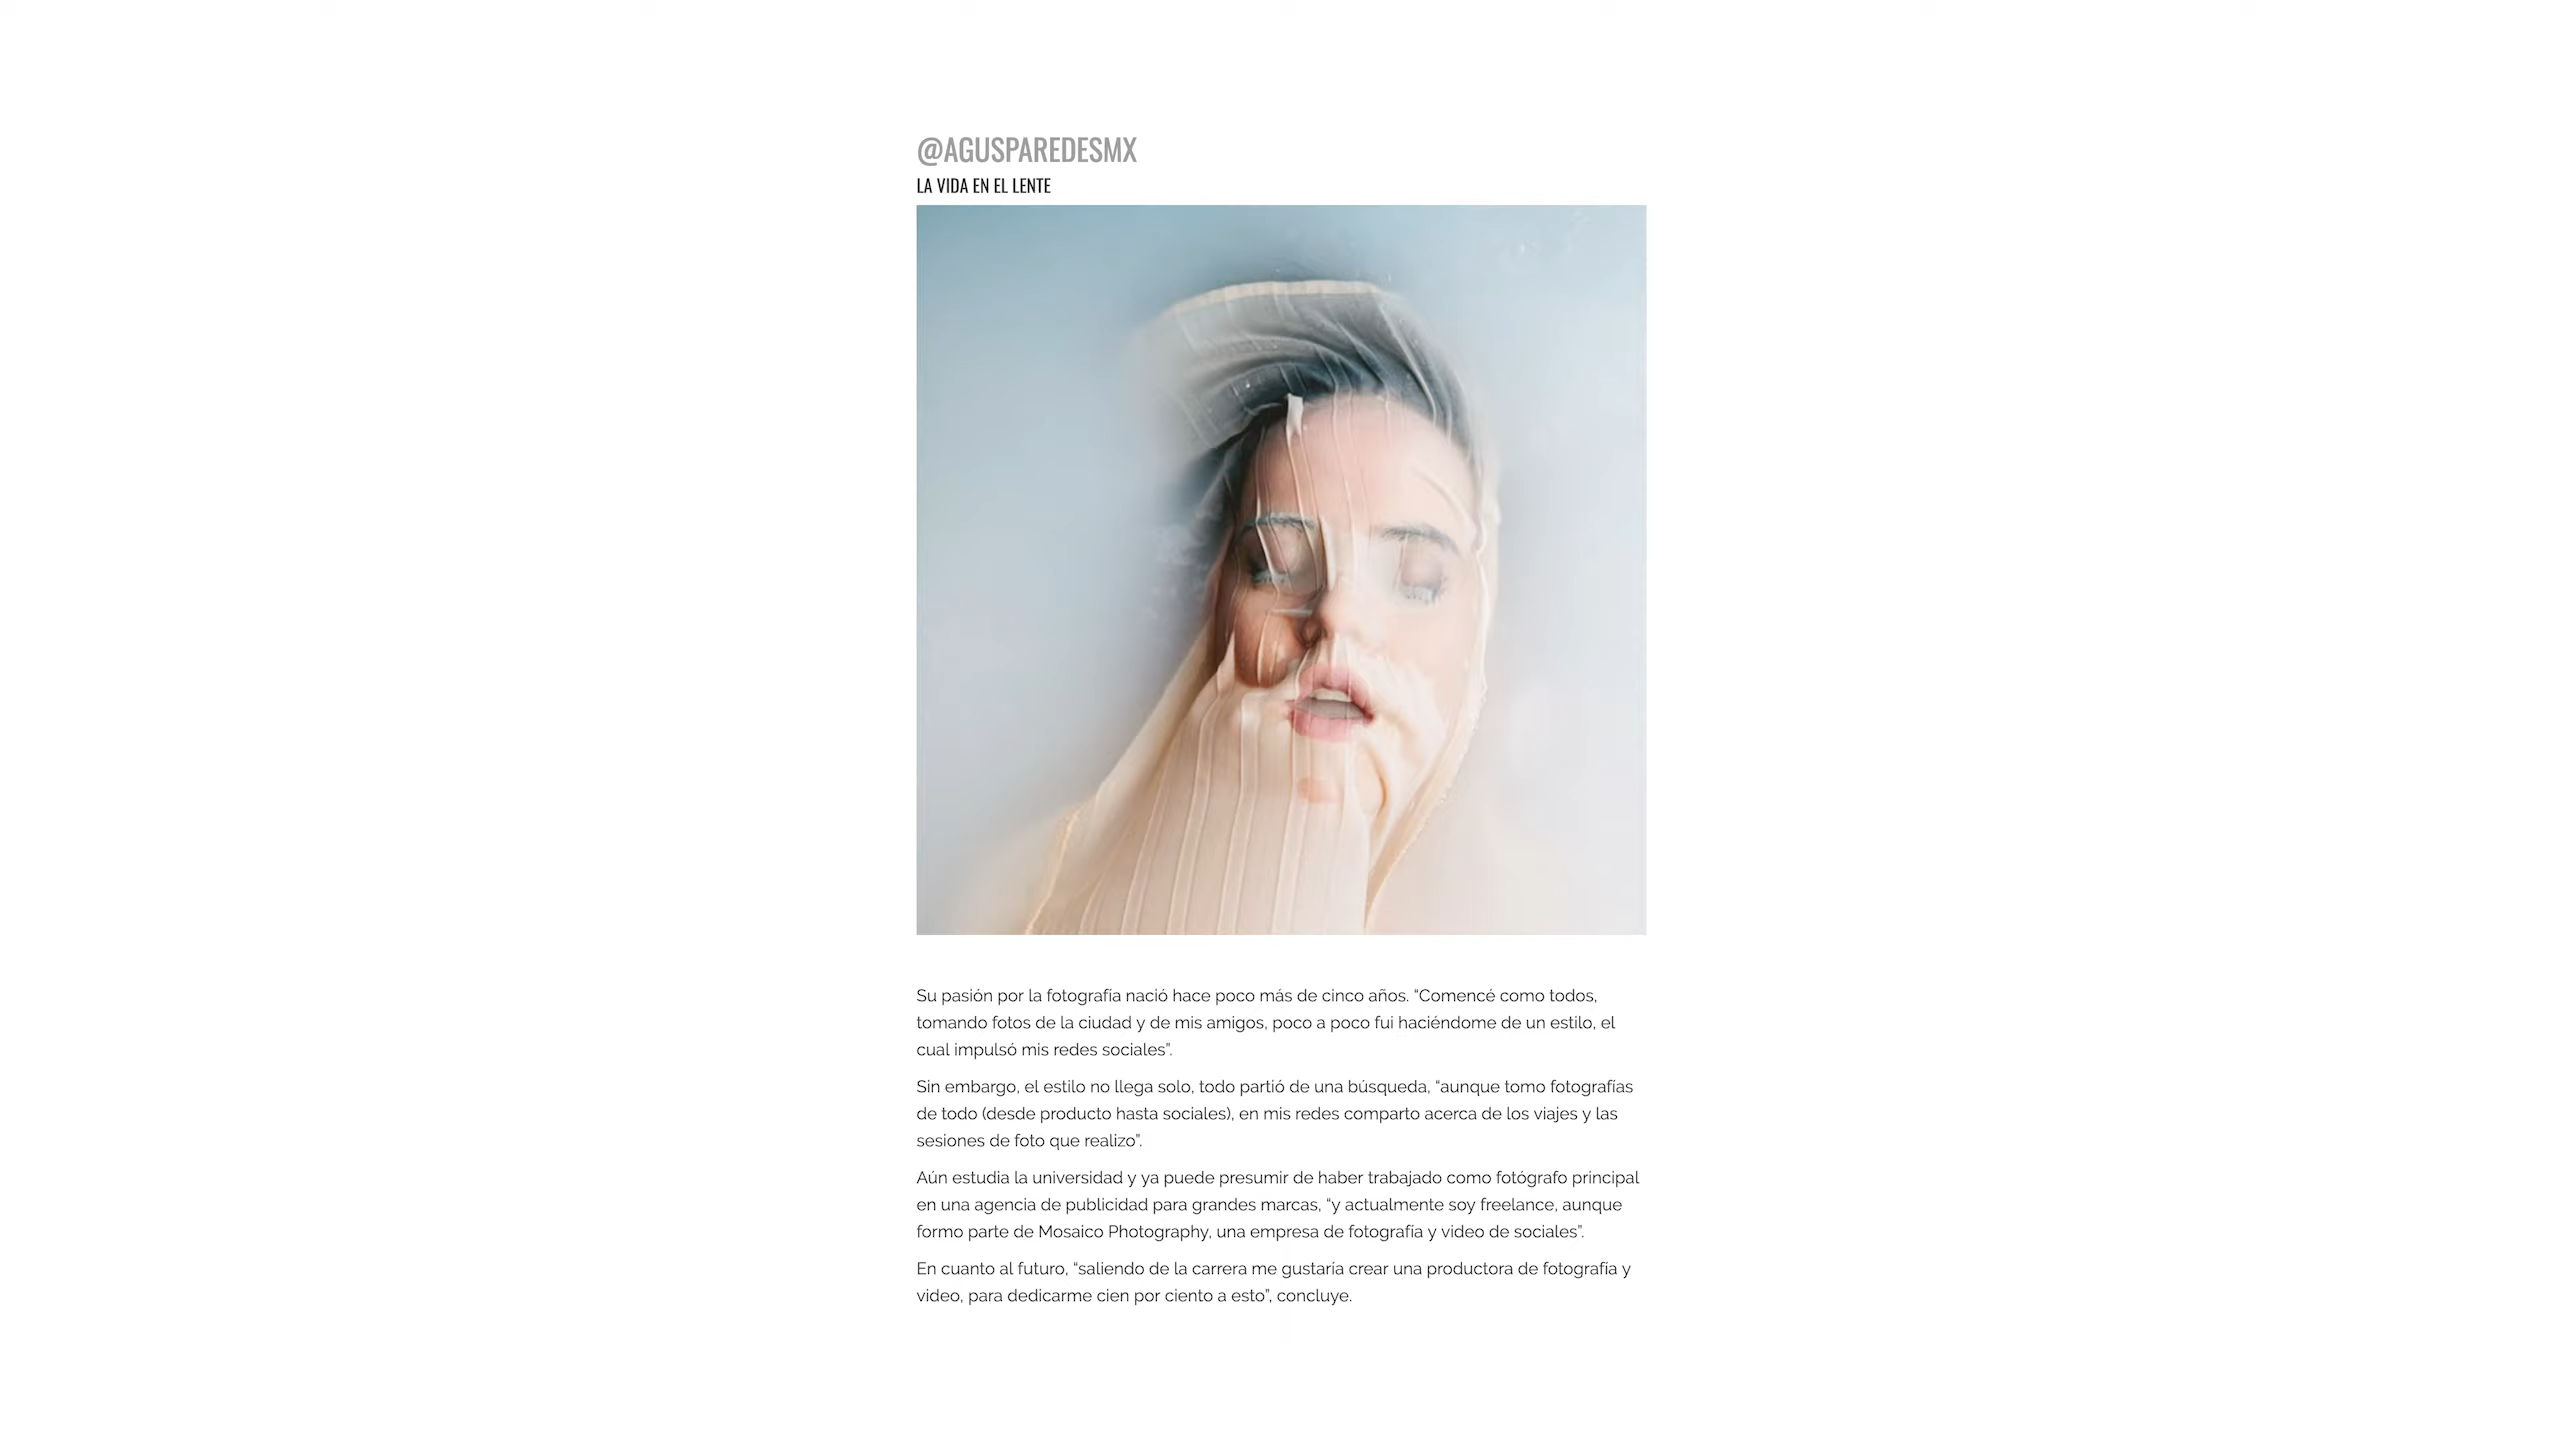 @AGUSPAREDESMX
LA VIDA EN EL LENTE
Su pasión por la fotografía nació hace poco más de cinco años. “Comencé como todos,
tomando fotos de la ciudad y de mis amigos, poco a poco fui haciéndome de un estilo, el
cual impulsó mis redes sociales”.
Sin embargo, el estilo no llega solo, todo partió de una búsqueda, “aunque tomo fotografías
de todo (desde producto hasta sociales), en mis redes comparto acerca de los viajes y las
sesiones de foto que realizo”.
Aún estudia la universidad y ya puede presumir de haber trabajado como fotógrafo principal
en una agencia de publicidad para grandes marcas, “y actualmente soy freelance, aunque
formo parte de Mosaico Photography, una empresa de fotografía y video de sociales”.
En cuanto al futuro, “saliendo de la carrera me gustaría crear una productora de fotografía y
video, para dedicarme cien por ciento a esto”, concluye.